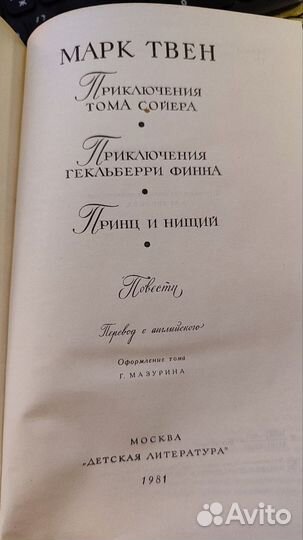 МАРК ТВЕН
Приключения
ТОМА СОЙЕРА
Приключения
ГЕКЛЬБЕРРИ ФИННА
Принц и нищий
Повести
Перевод с английского
Оформление тома
Г. МАЗУРИНА
МОСКВА
"ДЕТСКАЯ ЛИТЕРАТУРА"
1981
Avito